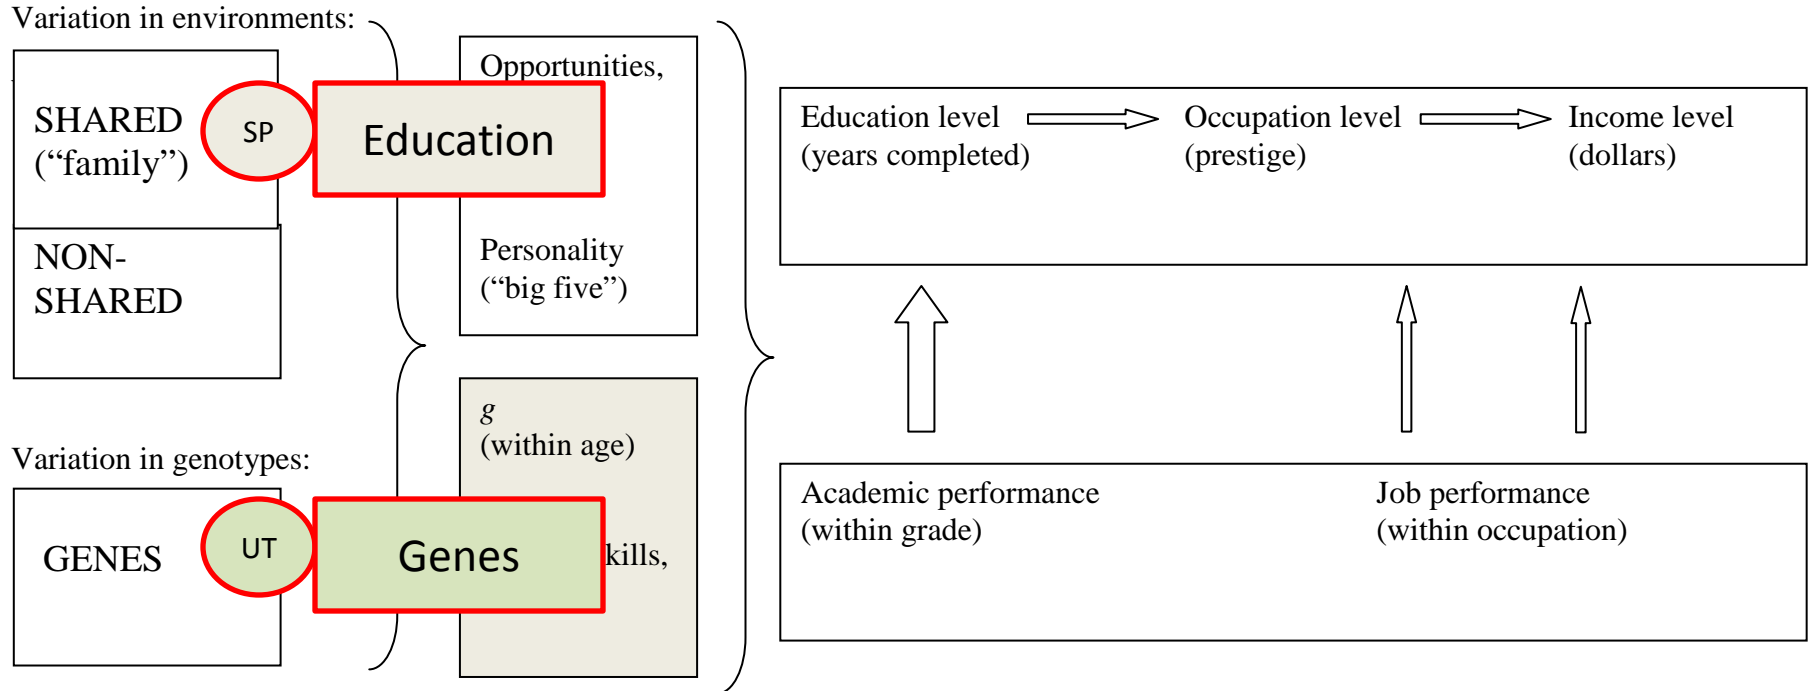 Variation in environments:
SHARED
(“family”)
SP
Education
NON-
SHARED
Opportunities,
Personality
(“big five”)
Variation in genotypes:
GENES
UT
Genes
g
(within age)
kills,
Education level
(years completed)
Occupation level
(prestige)
Income level
(dollars)
Academic performance
(within grade)
Job performance
(within occupation)